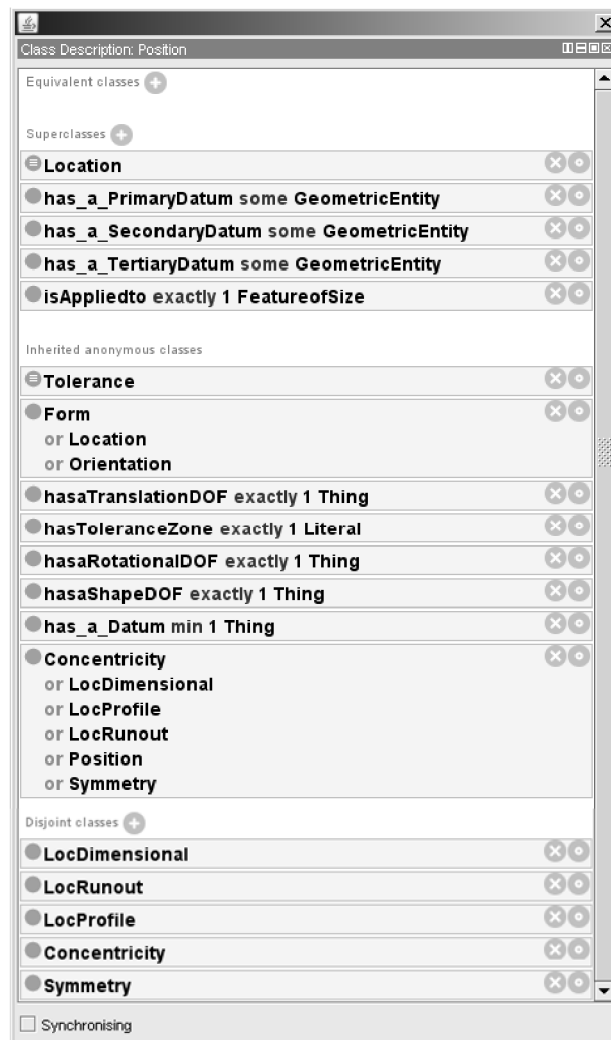 Class Description: Position
Equivalent classes
Superclasses
Location
has_a_PrimaryDatum some GeometricEntity
has_a_SecondaryDatum some GeometricEntity
has_a_TertiaryDatum some GeometricEntity
isAppliedto exactly 1 FeatureofSize
Inherited anonymous classes
Tolerance
Form
or Location
or Orientation
hasaTranslationDOF exactly 1 Thing
hasToleranceZone exactly 1 Literal
hasaRotationalDOF exactly 1 Thing
hasaShapeDOF exactly 1 Thing
has_a_Datum min 1 Thing
Concentricity
or LocDimensional
or LocProfile
or LocRunout
or Position
or Symmetry
Disjoint classes
LocDimensional
LocRunout
LocProfile
Concentricity
Symmetry
Synchronising